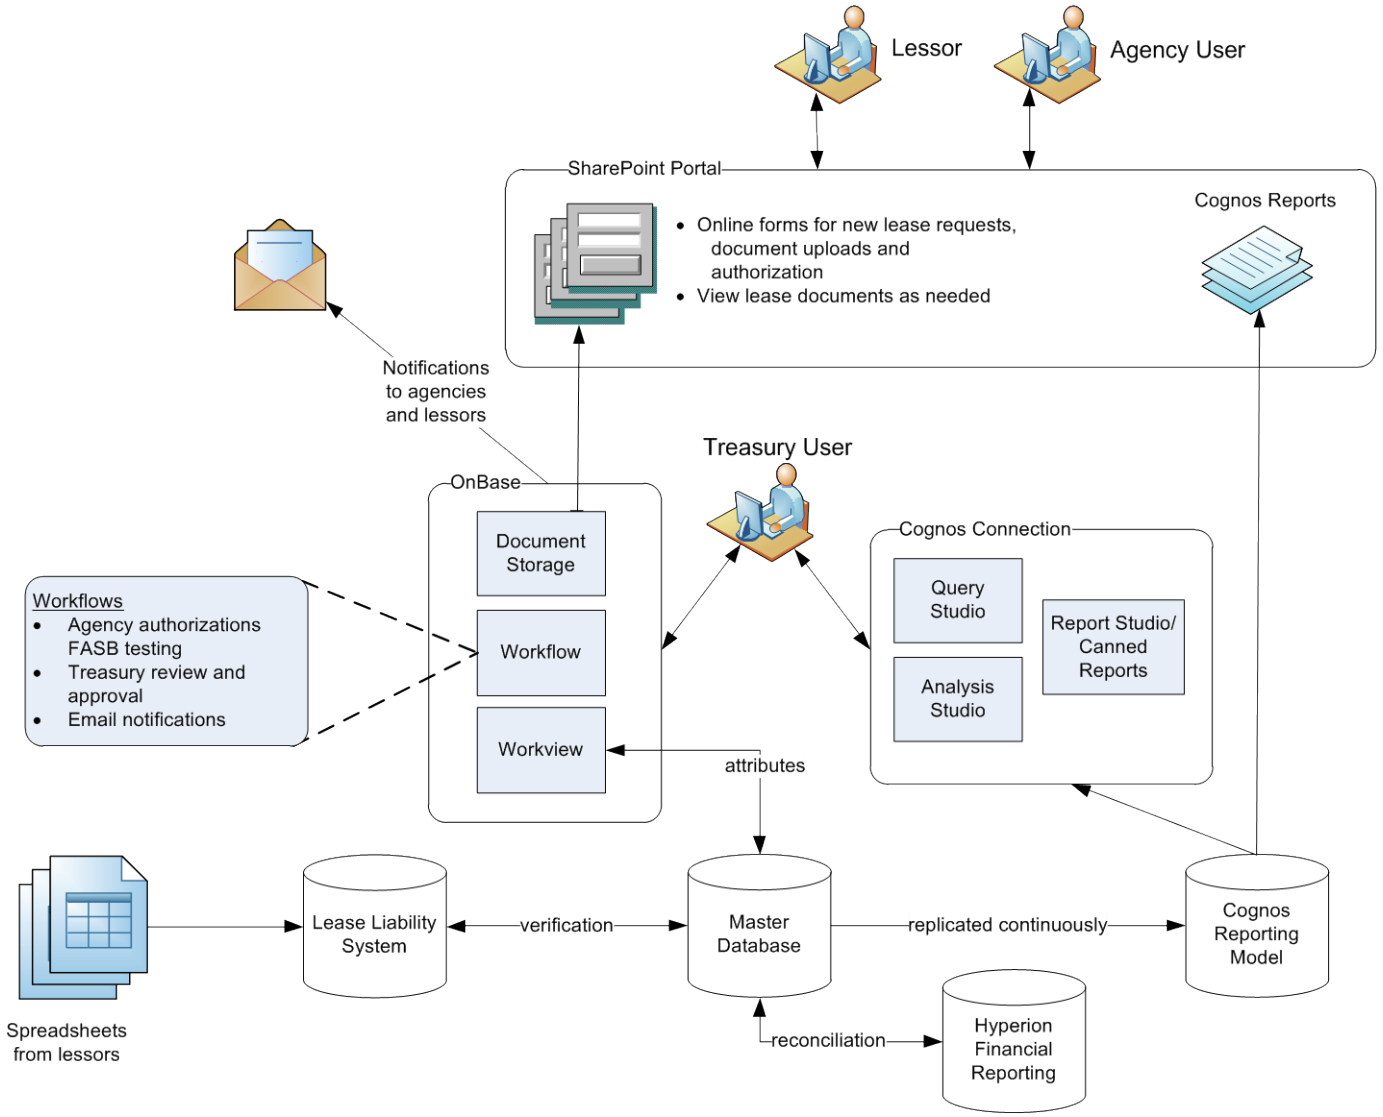 Lessor
Agency User
SharePoint Portal
Online forms for new lease requests,
document uploads and
authorization
View lease documents as needed
Cognos Reports
Notifications
to agencies
and lessors
Treasury User
OnBase
Document
Storage
Workflow
Workview
Cognos Connection
Query
Studio
Analysis
Studio
Report Studio/
Canned
Reports
Workflows
Agency authorizations
FASB testing
Treasury review and
approval
Email notifications
attributes
Spreadsheets
from lessors
Lease Liability
System
verification
Master
Database
replicated continuously
Cognos
Reporting
Model
reconciliation
Hyperion
Financial
Reporting